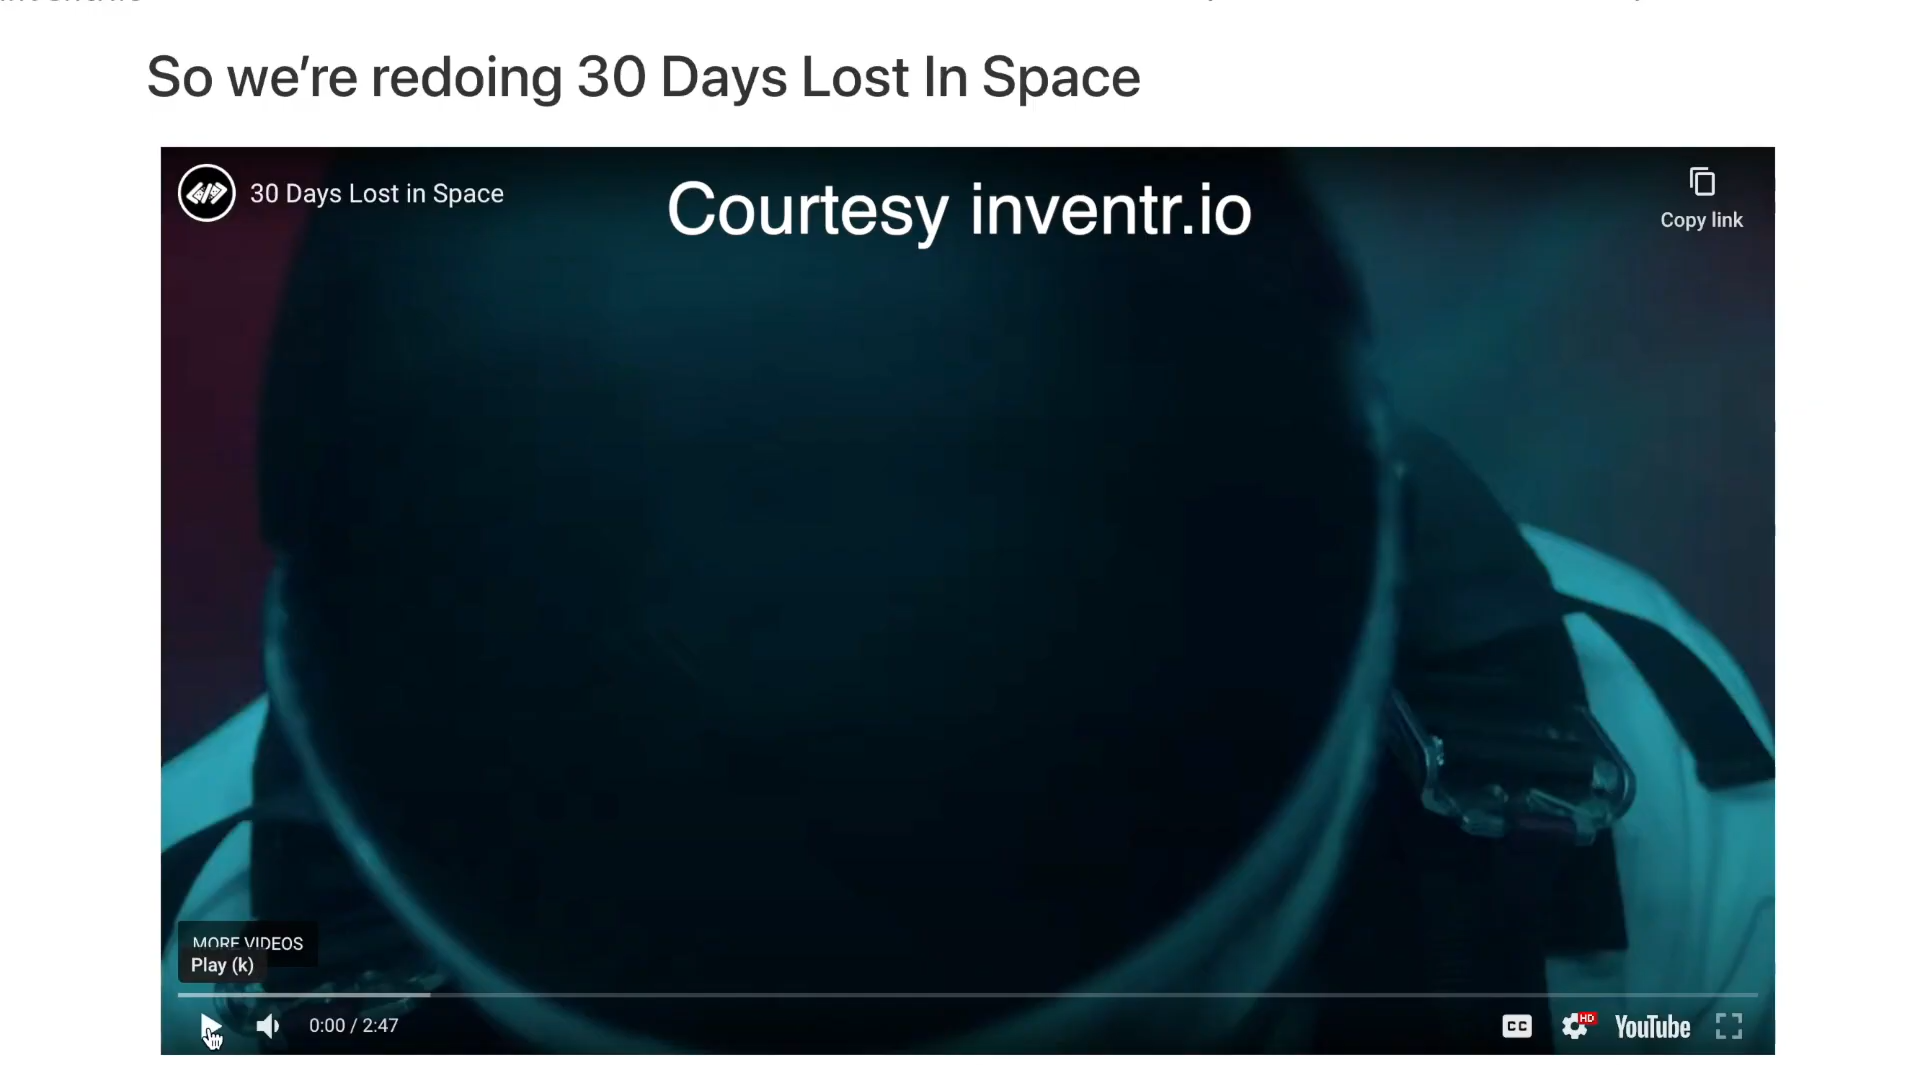 So we're redoing 30 Days Lost In Space
30 Days Lost in Space
Courtesy inventr.io
Copy link
MORE VIDEOS
Play (k)
0:00 / 2:47
CC
HD
YouTube